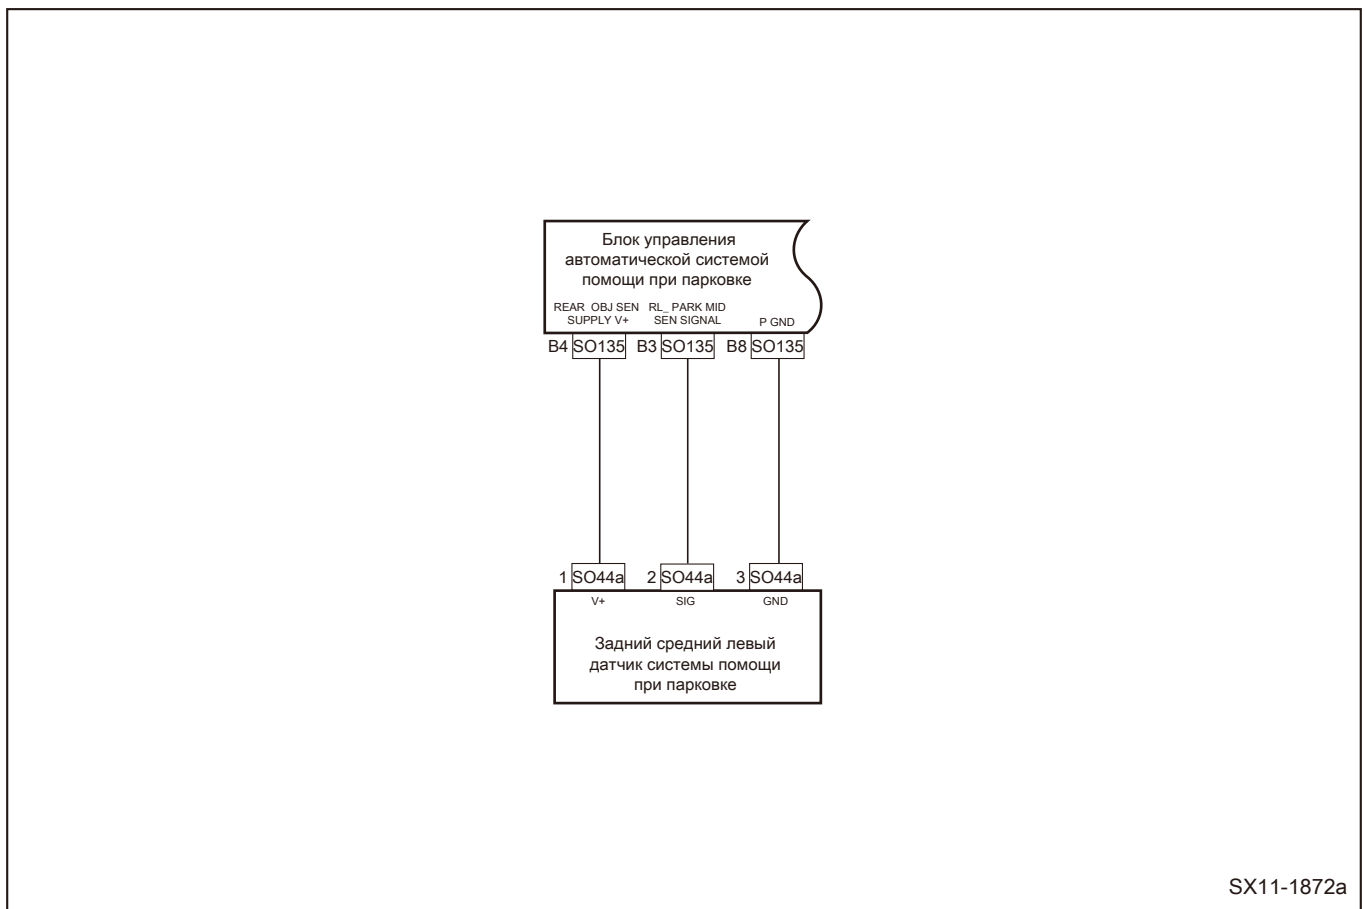 Блок управления
автоматической системой
помощи при парковке
REAR OBJ SEN
SUPPLY V+
RL_ PARK MID
SEN SIGNAL
P GND
B4 SO135 B3 SO135 B8 SO135
1 SO44a 2 SO44a 3 SO44a
V+ SIG GND
Задний средний левый
датчик системы помощи
при парковке
SX11-1872a